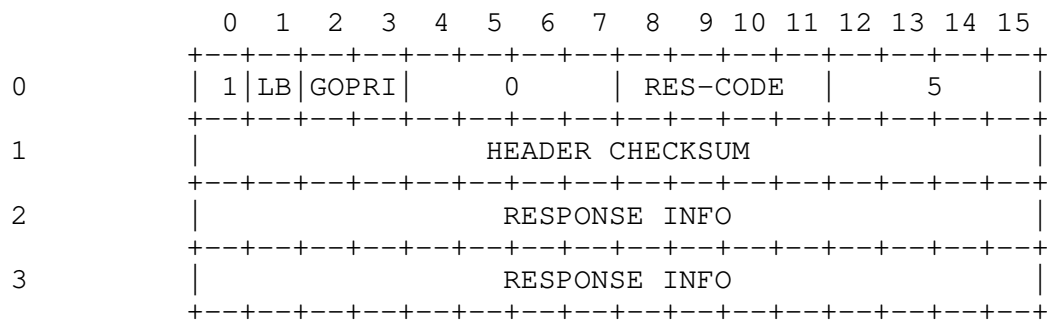 0 1 2 3 4 5 6 7 8 9 10 11 12 13 14 15
+--+--+--+--+--+--+--+--+--+--+--+--+--+--+--+--+
0 | 1|LB|GOPRI| 0 | RES-CODE | 5 |
+--+--+--+--+--+--+--+--+--+--+--+--+--+--+--+--+
1 | HEADER CHECKSUM |
+--+--+--+--+--+--+--+--+--+--+--+--+--+--+--+--+
2 | RESPONSE INFO |
+--+--+--+--+--+--+--+--+--+--+--+--+--+--+--+--+
3 | RESPONSE INFO |
+--+--+--+--+--+--+--+--+--+--+--+--+--+--+--+--+